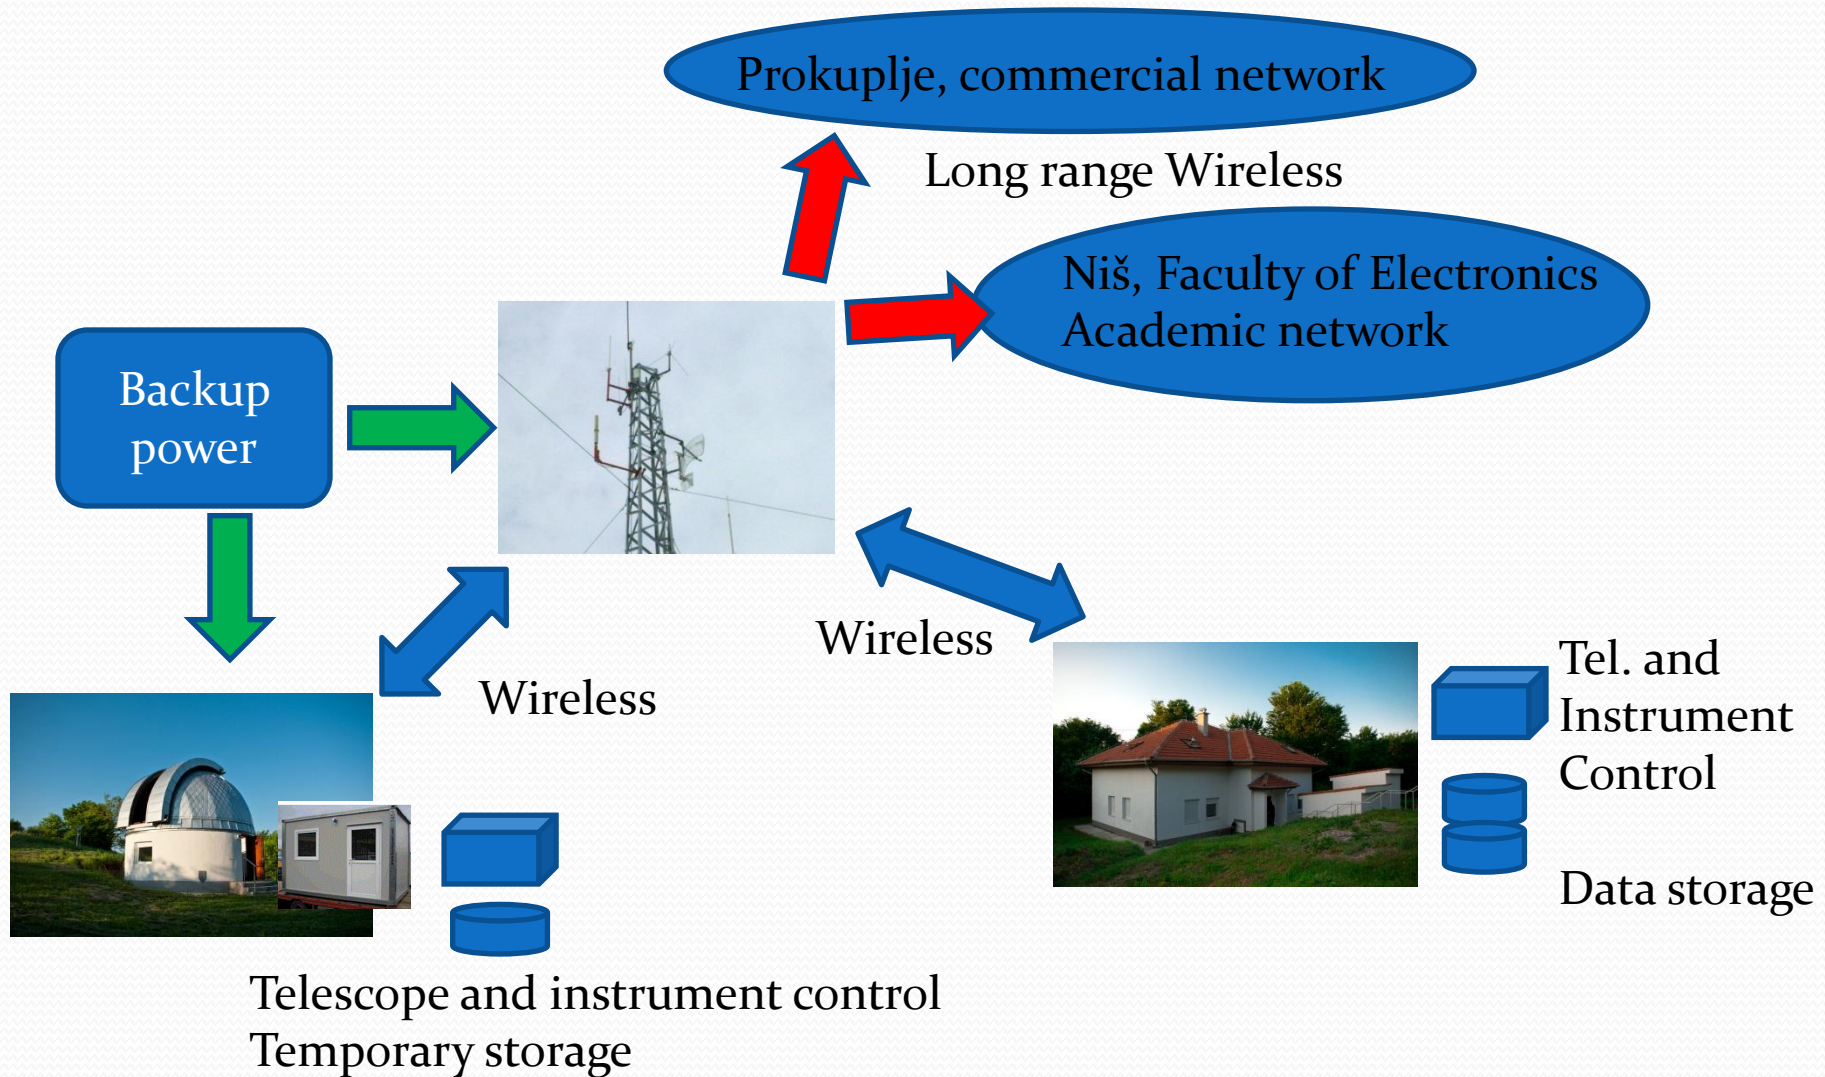 Prokuplje, commercial network
Long range Wireless
Niš, Faculty of Electronics
Academic network
Backup
power
Wireless
Wireless
Tel. and
Instrument
Control
Data storage
Telescope and instrument control
Temporary storage